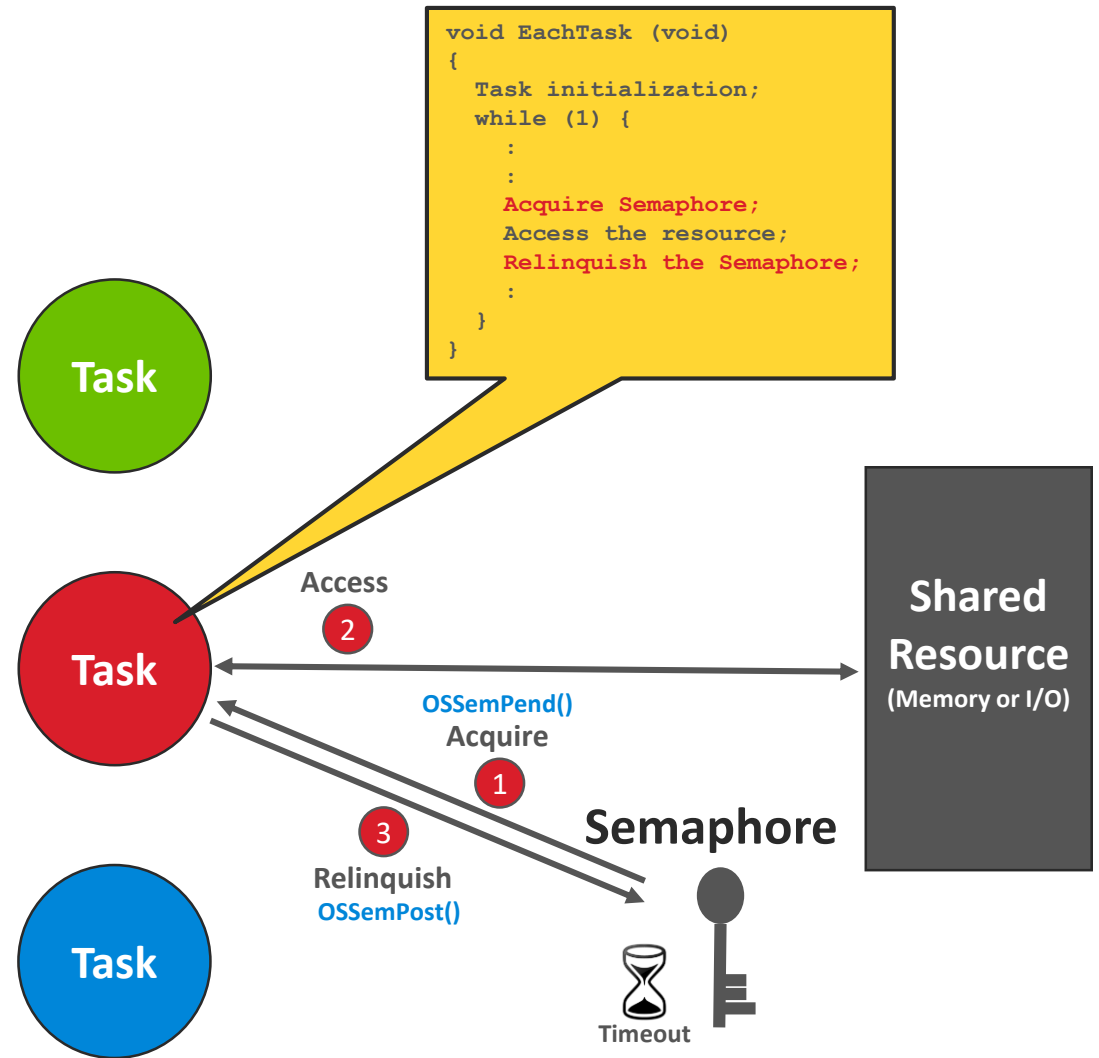 void EachTask (void)
{
  Task initialization;
  while (1) {
    :
    :
    Acquire Semaphore;
    Access the resource;
    Relinquish the Semaphore;
    :
  }
}
Task
Task
Task
Access
2
OSSemPend()
Acquire
1
3
Relinquish
OSSemPost()
Semaphore
Timeout
Shared
Resource
(Memory or I/O)